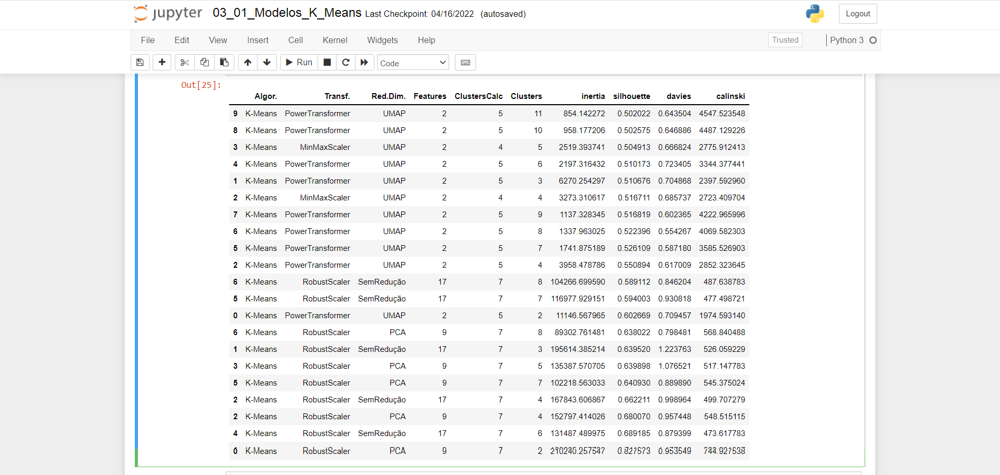 jupyter 03_01_Modelos_K_Means Last Checkpoint: 04/16/2022 (autosaved) Logout
File Edit View Insert Cell Kernel Widgets Help Trusted Python 3
Run Code
Out[25]:
Algor. Transf. Red.Dim. Features ClustersCalc Clusters inertia silhouette davies calinski
9 K-Means PowerTransformer UMAP 2 5 11 854.142272 0.502022 0.643504 4547.523548
8 K-Means PowerTransformer UMAP 2 5 10 958.177206 0.502575 0.646886 4487.129226
3 K-Means MinMaxScaler UMAP 2 4 5 2519.393741 0.504913 0.666824 2775.912413
4 K-Means PowerTransformer UMAP 2 5 6 2197.316432 0.510173 0.723405 3344.377441
1 K-Means PowerTransformer UMAP 2 5 3 6270.254297 0.510676 0.704868 2397.592960
2 K-Means MinMaxScaler UMAP 2 4 4 3273.310617 0.516711 0.685737 2723.409704
7 K-Means PowerTransformer UMAP 2 5 9 1137.328345 0.516819 0.602365 4222.965996
6 K-Means PowerTransformer UMAP 2 5 8 1337.963025 0.522396 0.554267 4069.582303
5 K-Means PowerTransformer UMAP 2 5 7 1741.875189 0.526109 0.587180 3585.526903
2 K-Means PowerTransformer UMAP 2 5 4 3958.478786 0.550894 0.617009 2852.323645
6 K-Means RobustScaler SemRedução 17 7 8 104266.699590 0.589112 0.846204 487.638783
5 K-Means RobustScaler SemRedução 17 7 7 116977.929151 0.594003 0.930818 477.498721
0 K-Means PowerTransformer UMAP 2 5 2 11146.567965 0.602669 0.709457 1974.593140
6 K-Means RobustScaler PCA 9 7 8 89302.761481 0.638022 0.798481 568.840488
1 K-Means RobustScaler SemRedução 17 7 3 195614.385214 0.639520 1.223763 526.059229
3 K-Means RobustScaler PCA 9 7 5 135387.570705 0.639898 1.076521 517.147783
5 K-Means RobustScaler PCA 9 7 7 102218.563033 0.640930 0.889890 545.375024
2 K-Means RobustScaler SemRedução 17 7 4 167843.606867 0.662211 0.998964 499.707279
2 K-Means RobustScaler PCA 9 7 4 152797.414026 0.680070 0.957448 548.515115
4 K-Means RobustScaler SemRedução 17 7 6 131487.489975 0.689185 0.879399 473.617783
0 K-Means RobustScaler PCA 9 7 2